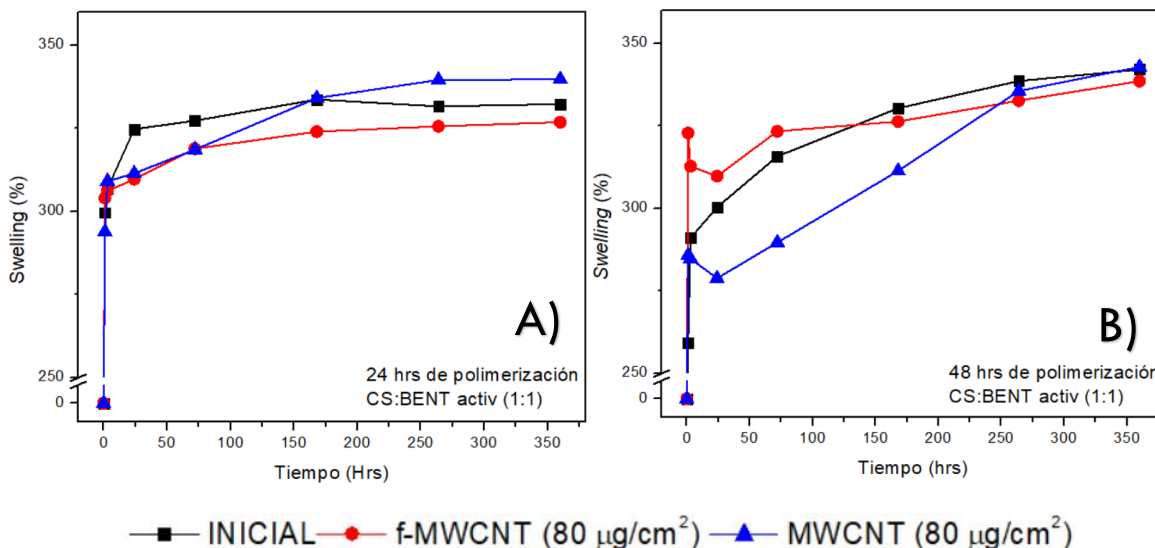 A)
350
300
250
0
Swelling (%)
24 hrs de polimerización
CS:BENT activ (1:1)
0 50 100 150 200 250 300 350
Tiempo (Hrs)
B)
350
300
250
0
Swelling (%)
48 hrs de polimerización
CS:BENT activ (1:1)
0 50 100 150 200 250 300 350
Tiempo (hrs)
INICIAL f-MWCNT (80 μg/cm²) MWCNT (80 μg/cm²)